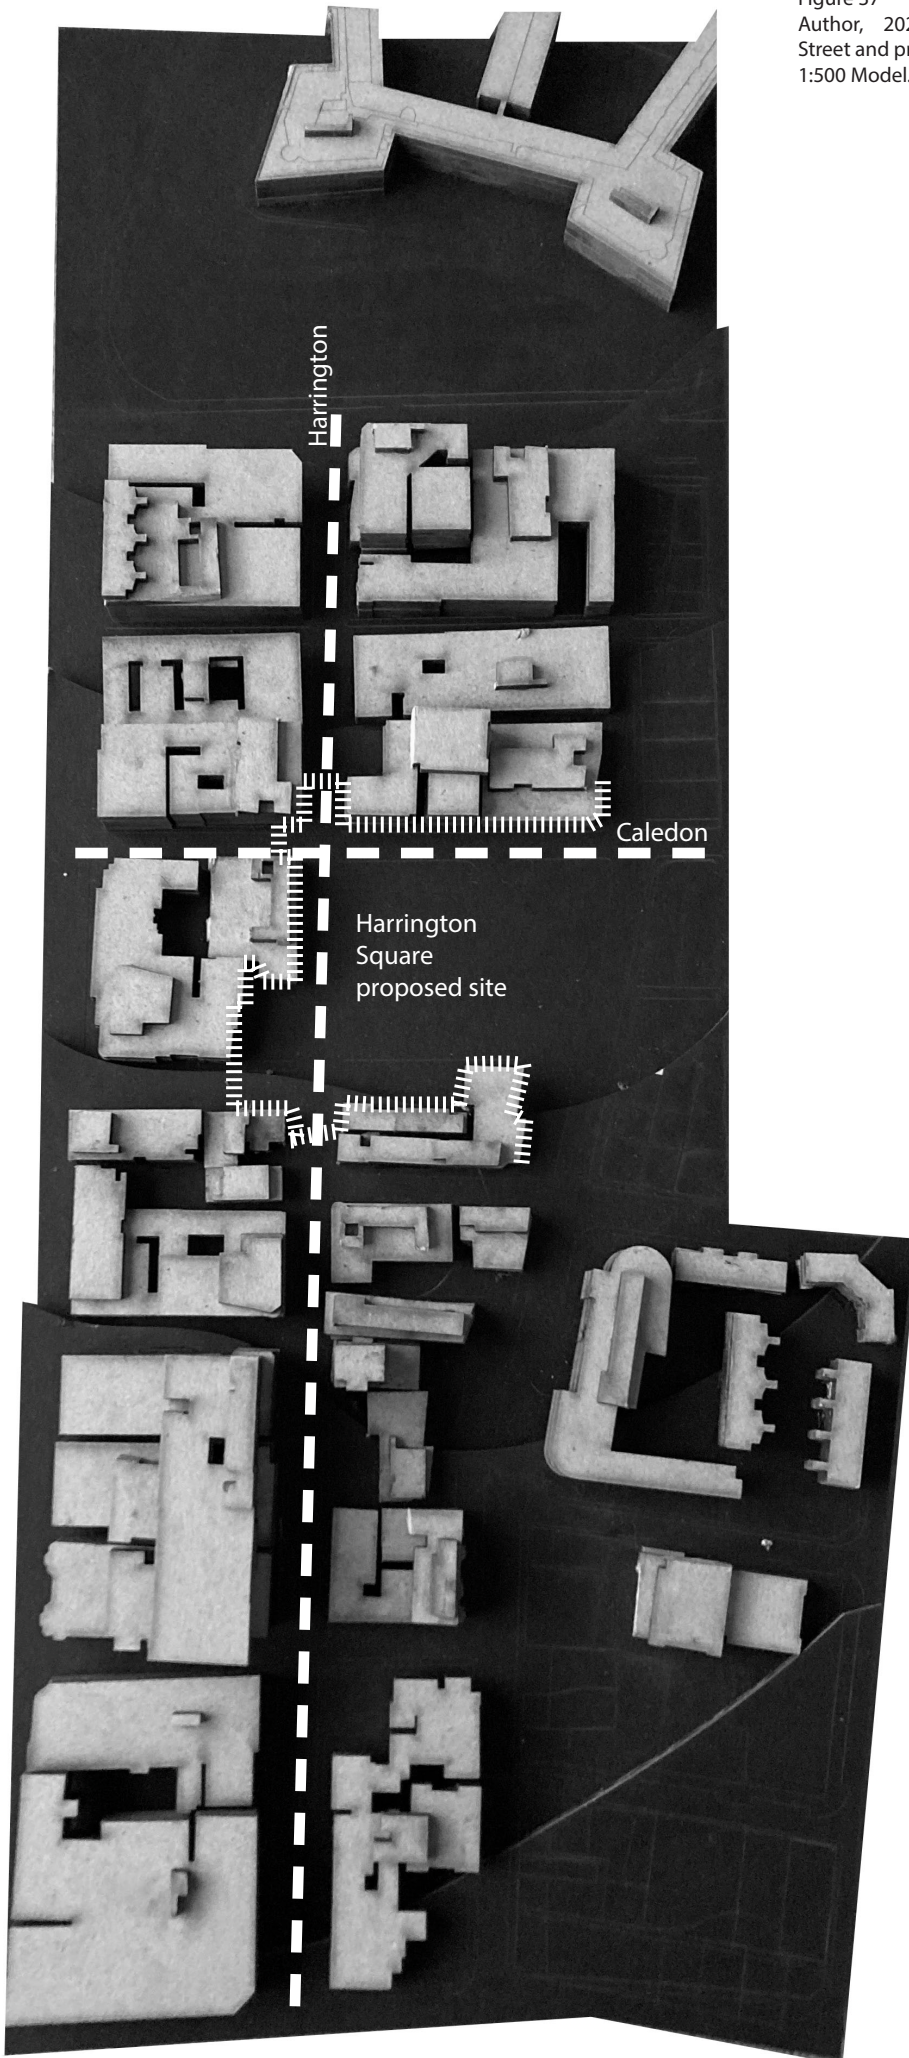 Author, 202
Street and pr
1:500 Model.
Harrington
Caledon
Harrington
Square
proposed site